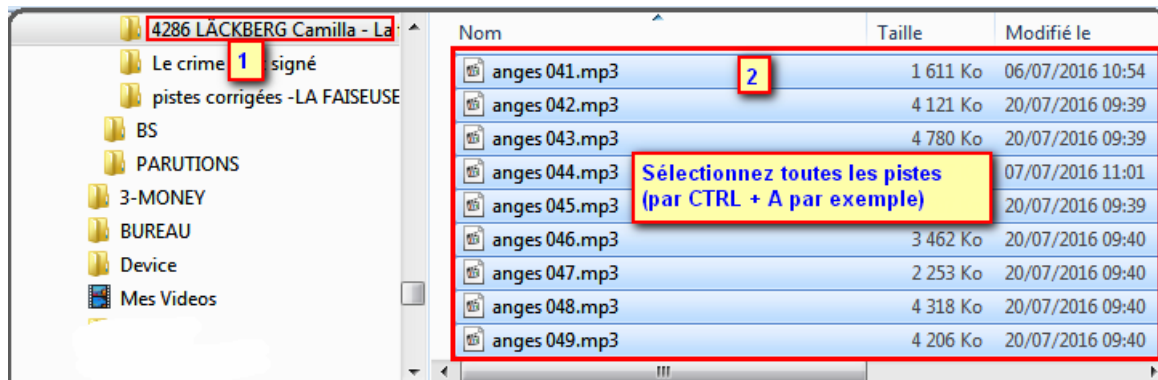 4286 LÄCKBERG Camilla - La
1
Le crime signé
pistes corrigées -LA FAISEUSE
BS
PARUTIONS
3-MONEY
BUREAU
Device
Mes Videos
Nom Taille Modifié le
2
anges 041.mp3 1 611 Ko 06/07/2016 10:54
anges 042.mp3 4 121 Ko 20/07/2016 09:39
anges 043.mp3 4 780 Ko 20/07/2016 09:39
anges 044.mp3 07/07/2016 11:01
Sélectionnez toutes les pistes
(par CTRL + A par exemple)
anges 045.mp3 20/07/2016 09:39
anges 046.mp3 3 462 Ko 20/07/2016 09:40
anges 047.mp3 2 253 Ko 20/07/2016 09:40
anges 048.mp3 4 318 Ko 20/07/2016 09:40
anges 049.mp3 4 206 Ko 20/07/2016 09:40